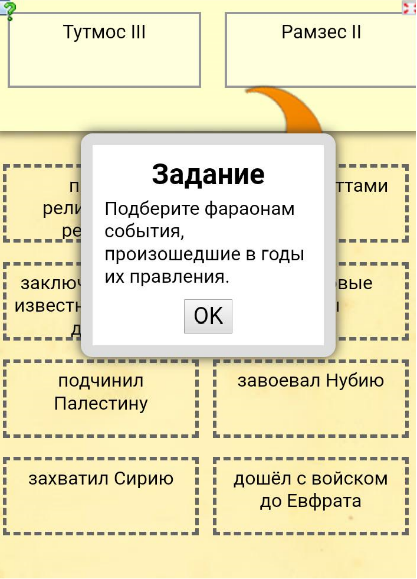 Тутмос III
Рамзес II
Задание
Подберите фараонам
события,
произошедшие в годы
их правления.
OK
подчинил
Палестину
завоевал Нубию
захватил Сирию
дошёл с войском
до Евфрата